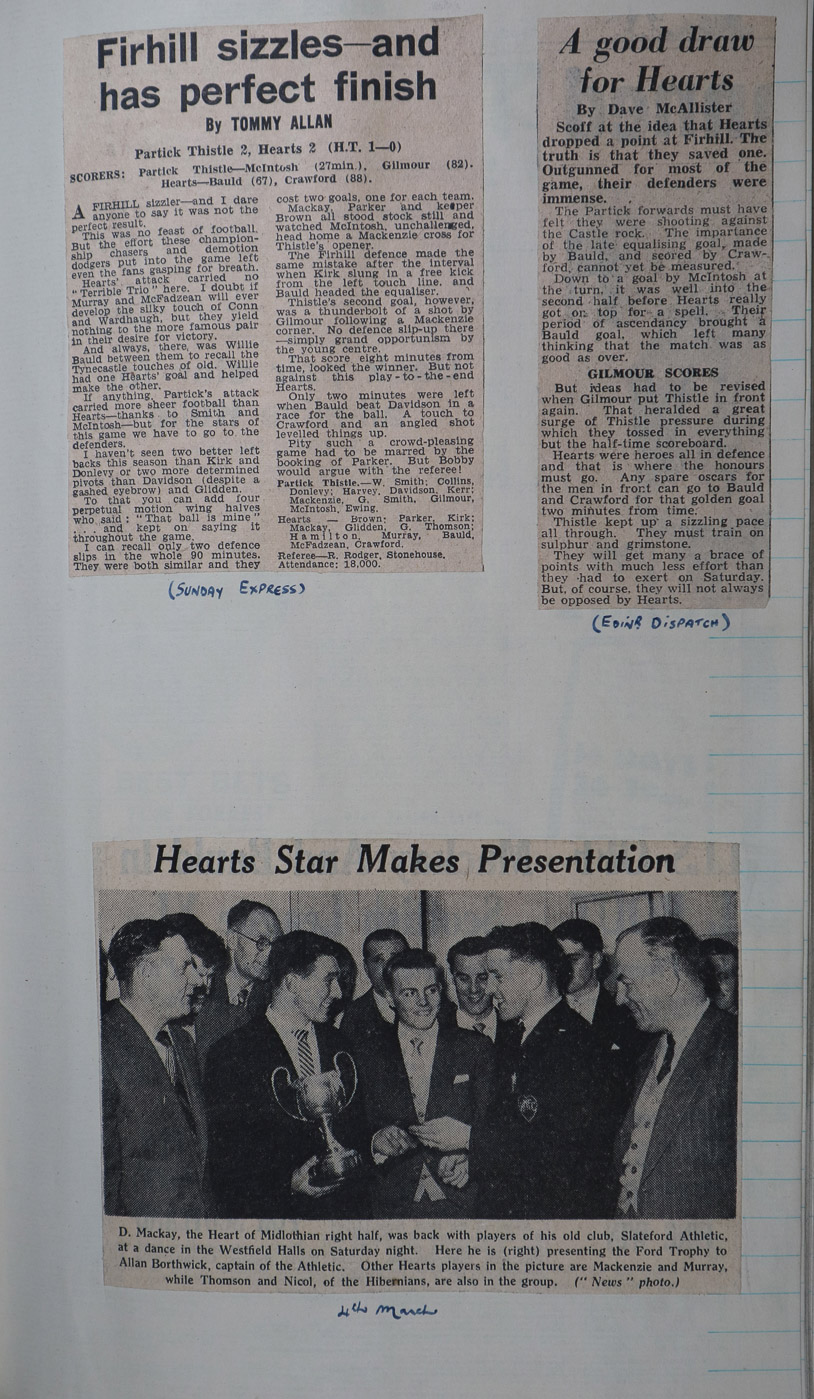 Firhill sizzles—and
has perfect finish
By TOMMY ALLAN
Partick Thistle 2, Hearts 2 (H.T. 1—0)
SCORERS: Partick Thistle—McIntosh (27min.), Gilmour (82).
Hearts—Bauld (67), Crawford (88).
A FIRHILL sizzler—and I dare
anyone to say it was not the
perfect result.
This was no feast of football.
But the effort these champion-
ship chasers and demotion
dodgers put into the game left
even the fans gasping for breath.
Hearts' attack carried no
"Terrible Trio" here. I doubt if
Murray and McFadzean will ever
develop the silky touch of Conn
and Wardhaugh, but they yield
nothing to the more famous pair
in their desire for victory.
And always, there was Willie
Bauld between them to recall the
Tynecastle touches of old. Willie
had one Hearts' goal and helped
make the other.
If anything, Partick's attack
carried more sheer football than
Hearts—thanks to Smith and
McIntosh—but for the stars of
this game we have to go to the
defenders.
I haven't seen two better left
backs this season than Kirk and
Donlevy or two more determined
pivots than Davidson (despite a
gashed eyebrow) and Glidden.
To that you can add four
perpetual motion wing halves
who said: "That ball is mine"
. . . and kept on saying it
throughout the game.
I can recall only two defence
slips in the whole 90 minutes.
They were both similar and they
cost two goals, one for each team.
Mackay, Parker and keeper
Brown all stood stock still and
watched McIntosh, unchallenged,
head home a Mackenzie cross for
Thistle's opener.
The Firhill defence made the
same mistake after the interval
when Kirk slung in a free kick
from the left touch line, and
Bauld headed the equaliser.
Thistle's second goal, however,
was a thunderbolt of a shot by
Gilmour following a Mackenzie
corner. No defence slip-up there
—simply grand opportunism by
the young centre.
That score eight minutes from
time, looked the winner. But not
against this play-to-the-end
Hearts.
Only two minutes were left
when Bauld beat Davidson in a
race for the ball. A touch to
Crawford and an angled shot
levelled things up.
Pity such a crowd-pleasing
game had to be marred by the
booking of Parker. But Bobby
would argue with the referee!
Partick Thistle.—W. Smith; Collins,
Donlevy; Harvey, Davidson, Kerr;
Mackenzie, G. Smith, Gilmour,
McIntosh, Ewing.
Hearts — Brown; Parker, Kirk;
Mackay, Glidden, G. Thomson;
Hamilton, Murray, Bauld,
McFadzean, Crawford.
Referee—R. Rodger, Stonehouse.
Attendance: 18,000.
(SUNDAY EXPRESS)
A good draw
for Hearts
By Dave McAllister
Scoff at the idea that Hearts
dropped a point at Firhill. The
truth is that they saved one.
Outgunned for most of the
game, their defenders were
immense.
The Partick forwards must have
felt they were shooting against
the Castle rock. The impartance
of the late equalising goal, made
by Bauld, and scored by Craw-
ford, cannot yet be measured.
Down to a goal by McIntosh at
the turn, it was well into the
second half before Hearts really
got on top for a spell. Their
period of ascendancy brought a
Bauld goal, which left many
thinking that the match was as
good as over.
GILMOUR SCORES
But ideas had to be revised
when Gilmour put Thistle in front
again. That heralded a great
surge of Thistle pressure during
which they tossed in everything
but the half-time scoreboard.
Hearts were heroes all in defence
and that is where the honours
must go. Any spare oscars for
the men in front can go to Bauld
and Crawford for that golden goal
two minutes from time.
Thistle kept up a sizzling pace
all through. They must train on
sulphur and grimstone.
They will get many a brace of
points with much less effort than
they had to exert on Saturday.
But, of course, they will not always
be opposed by Hearts.
(EDINR DISPATCH)
Hearts Star Makes Presentation
D. Mackay, the Heart of Midlothian right half, was back with players of his old club, Slateford Athletic,
at a dance in the Westfield Halls on Saturday night. Here he is (right) presenting the Ford Trophy to
Allan Borthwick, captain of the Athletic. Other Hearts players in the picture are Mackenzie and Murray,
while Thomson and Nicol, of the Hibernians, are also in the group. ("News" photo.)
4th March